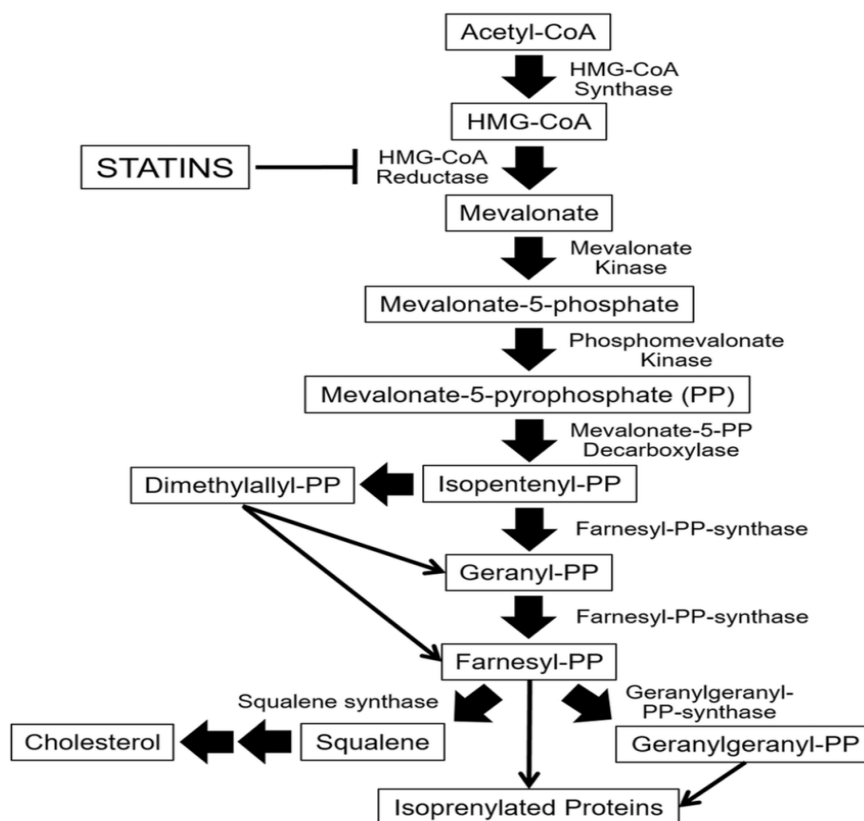 Acetyl-CoA
HMG-CoA
Synthase
HMG-CoA
STATINS
HMG-CoA
Reductase
Mevalonate
Mevalonate
Kinase
Mevalonate-5-phosphate
Phosphomevalonate
Kinase
Mevalonate-5-pyrophosphate (PP)
Mevalonate-5-PP
Decarboxylase
Dimethylallyl-PP
Isopentenyl-PP
Farnesyl-PP-synthase
Geranyl-PP
Farnesyl-PP-synthase
Farnesyl-PP
Squalene synthase
Geranylgeranyl-
PP-synthase
Cholesterol
Squalene
Geranylgeranyl-PP
Isoprenylated Proteins